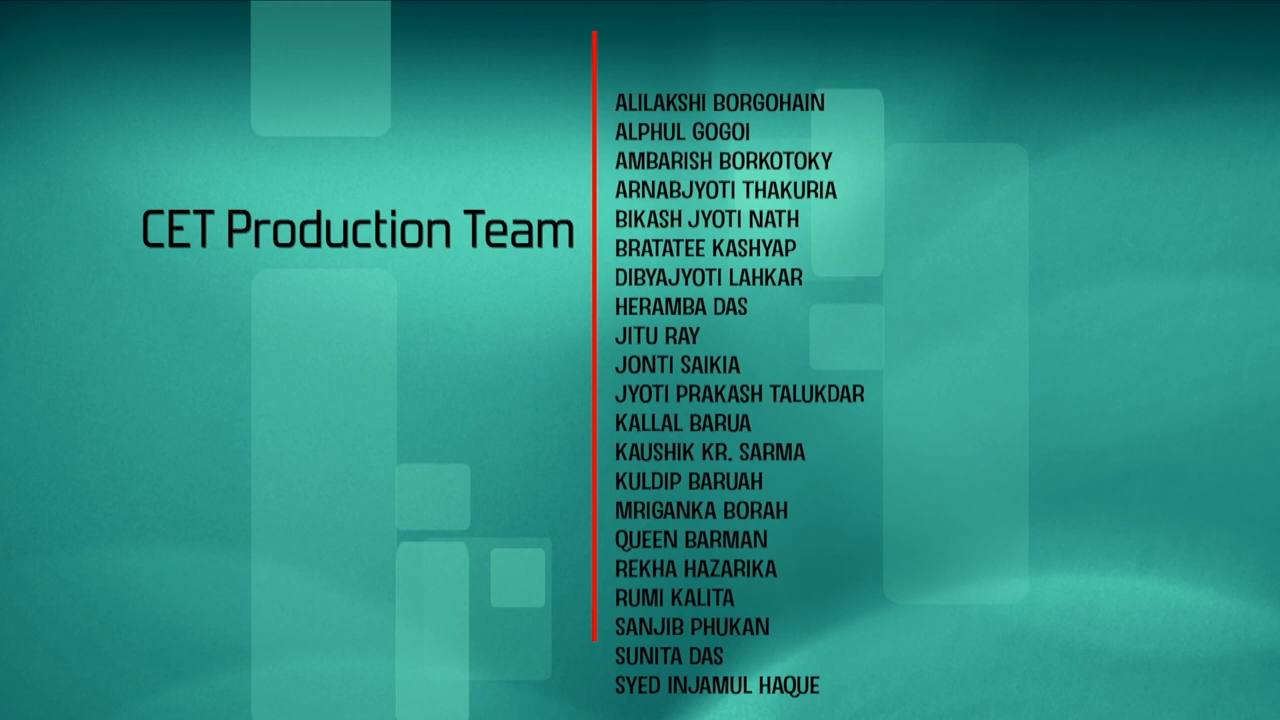 CET Production Team
ALILAKSHI BORGOHAIN
ALPHUL GOGOI
AMBARISH BORKOTOKY
ARNABJYOTI THAKURIA
BIKASH JYOTI NATH
BRATATEE KASHYAP
DIBYAJYOTI LAHKAR
HERAMBA DAS
JITU RAY
JONTI SAIKIA
JYOTI PRAKASH TALUKDAR
KALLAL BARUA
KAUSHIK KR. SARMA
KULDIP BARUAH
MRIGANKA BORAH
QUEEN BARMAN
REKHA HAZARIKA
RUMI KALITA
SANJIB PHUKAN
SUNITA DAS
SYED INJAMUL HAQUE